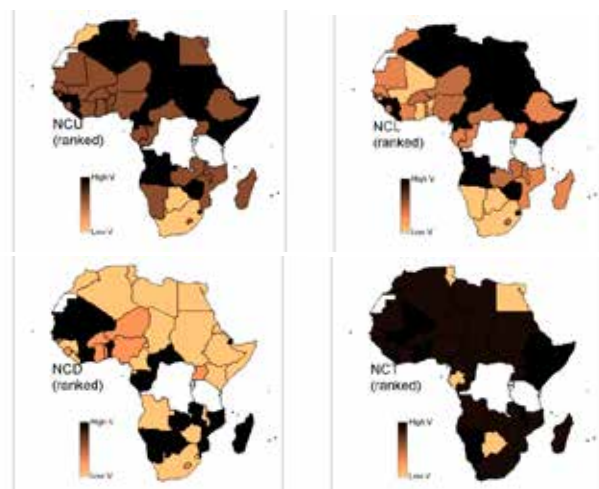 NCU
(ranked)
High V
Low V
NCL
(ranked)
High V
Low V
NCD
(ranked)
High V
Low V
NCT
(ranked)
High V
Low V